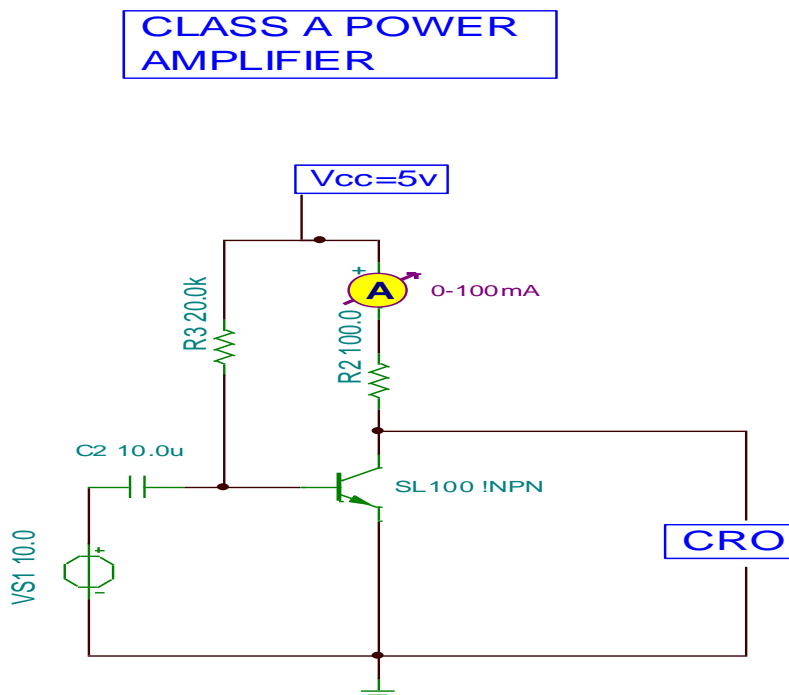 CLASS A POWER
AMPLIFIER
Vcc=5v
+
A
0-100mA
R3 20.0k
R2 100.0
C2 10.0u
SL100 !NPN
CRO
VS1 10.0
+
-